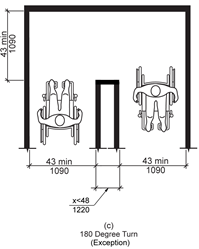 43 min
1090
43 min
1090
43 min
1090
x<48
1220
(c)
180 Degree Turn
(Exception)